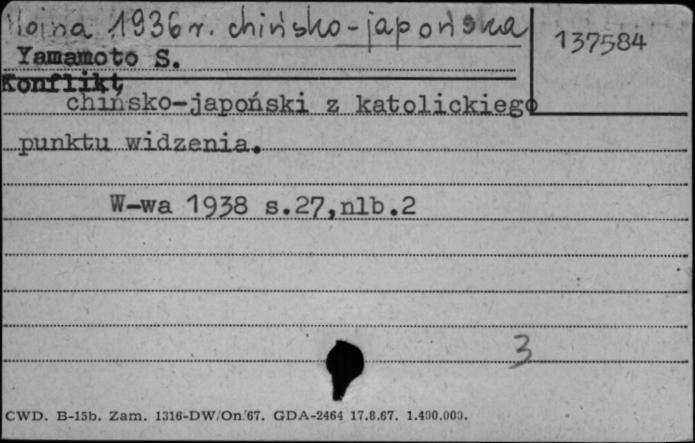 Wojna 1936 r. chińsko-japońska
137584
Yamamoto S.
Konflikt,
chińsko-japoński z katolickiego
punktu widzenia.
W-wa 1938 s.27,nlb.2
3
CWD. B-15b. Zam. 1316-DW/On/67. GDA-2464 17.8.67. 1.400.000.